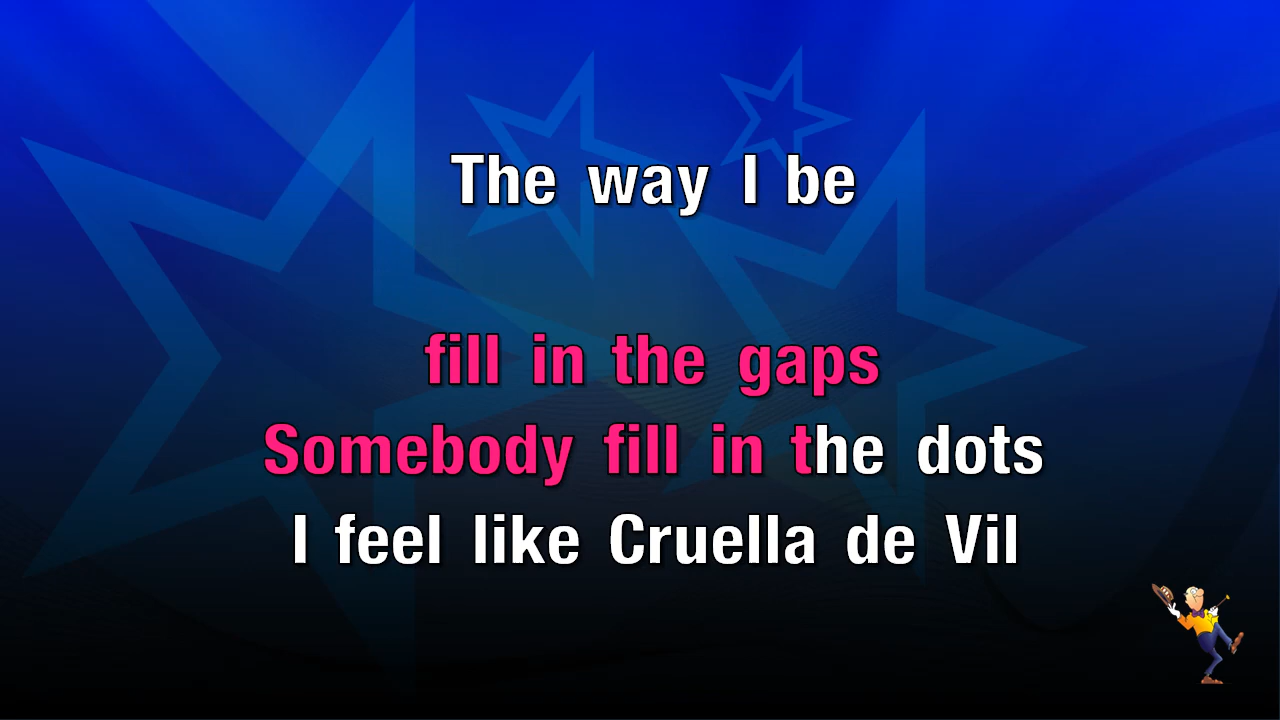 The way I be
fill in the gaps
Somebody fill in the dots
I feel like Cruella de Vil